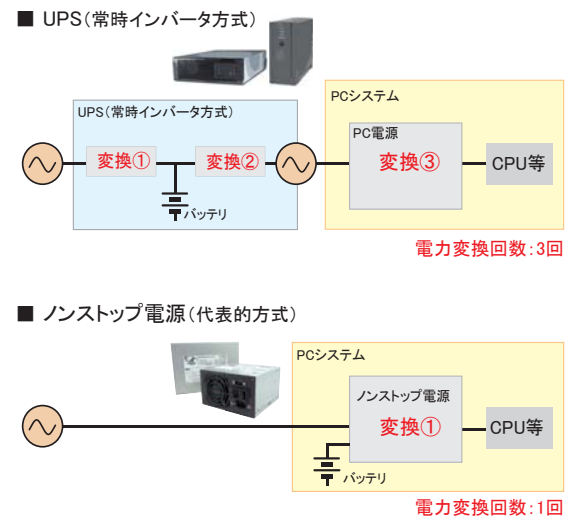 ■ UPS(常時インバータ方式)
PCシステム
UPS(常時インバータ方式)
PC電源
変換①
変換②
変換③
CPU等
バッテリ
電力変換回数:3回
■ ノンストップ電源(代表的方式)
PCシステム
ノンストップ電源
変換①
CPU等
バッテリ
電力変換回数:1回